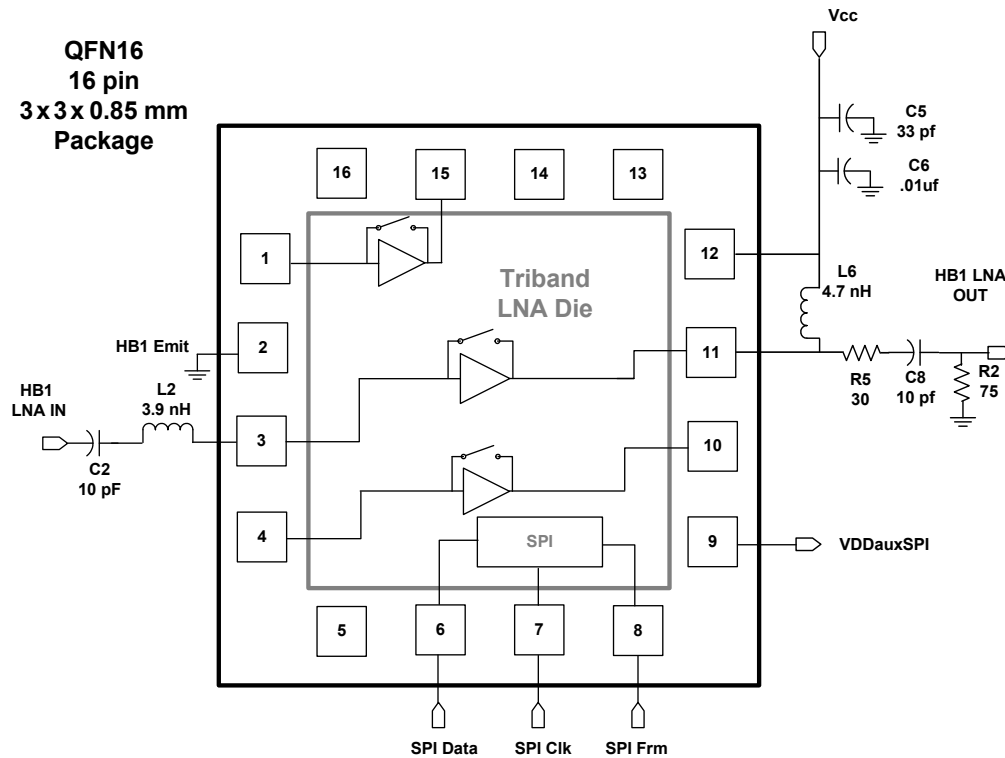 QFN16
16 pin
3 x 3 x 0.85 mm
Package
Vcc
C5
33 pf
C6
.01uf
16
15
14
13
1
12
Triband
LNA Die
L6
4.7 nH
HB1 LNA
OUT
HB1 Emit
2
11
R5
30
C8
10 pf
R2
75
HB1
LNA IN
L2
3.9 nH
3
C2
10 pF
10
4
SPI
9
VDDauxSPI
5
6
7
8
SPI Data
SPI Clk
SPI Frm